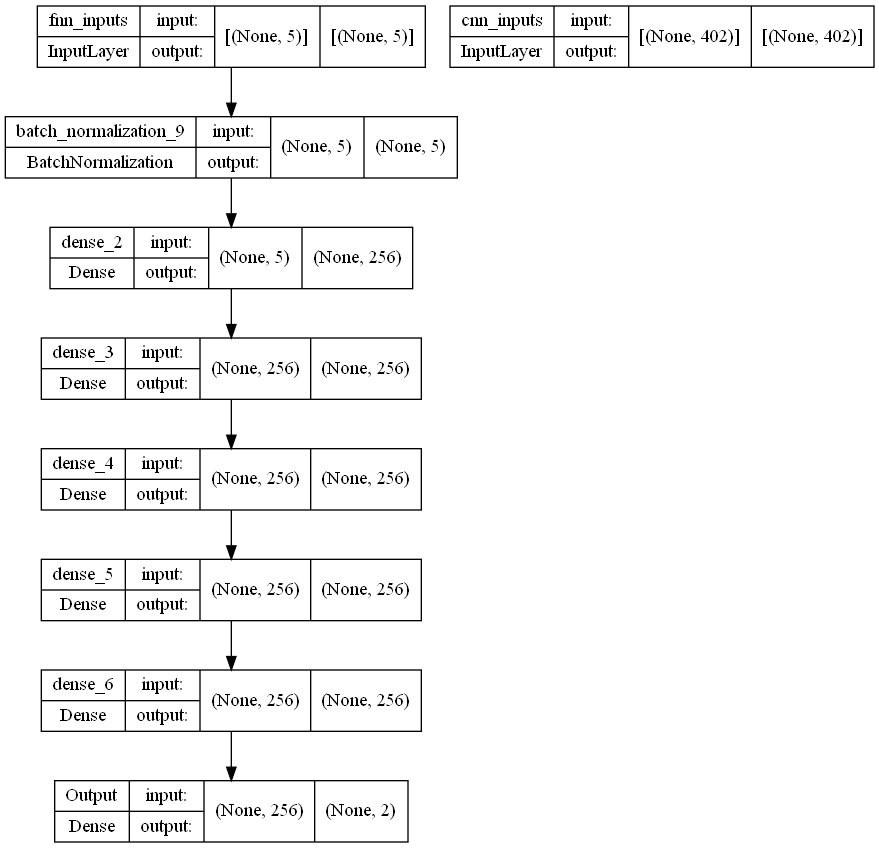 fnn_inputs input: [(None, 5)] [(None, 5)]
InputLayer output:
cnn_inputs input: [(None, 402)] [(None, 402)]
InputLayer output:
batch_normalization_9 input: (None, 5) (None, 5)
BatchNormalization output:
dense_2 input: (None, 5) (None, 256)
Dense output:
dense_3 input: (None, 256) (None, 256)
Dense output:
dense_4 input: (None, 256) (None, 256)
Dense output:
dense_5 input: (None, 256) (None, 256)
Dense output:
dense_6 input: (None, 256) (None, 256)
Dense output:
Output input: (None, 256) (None, 2)
Dense output: